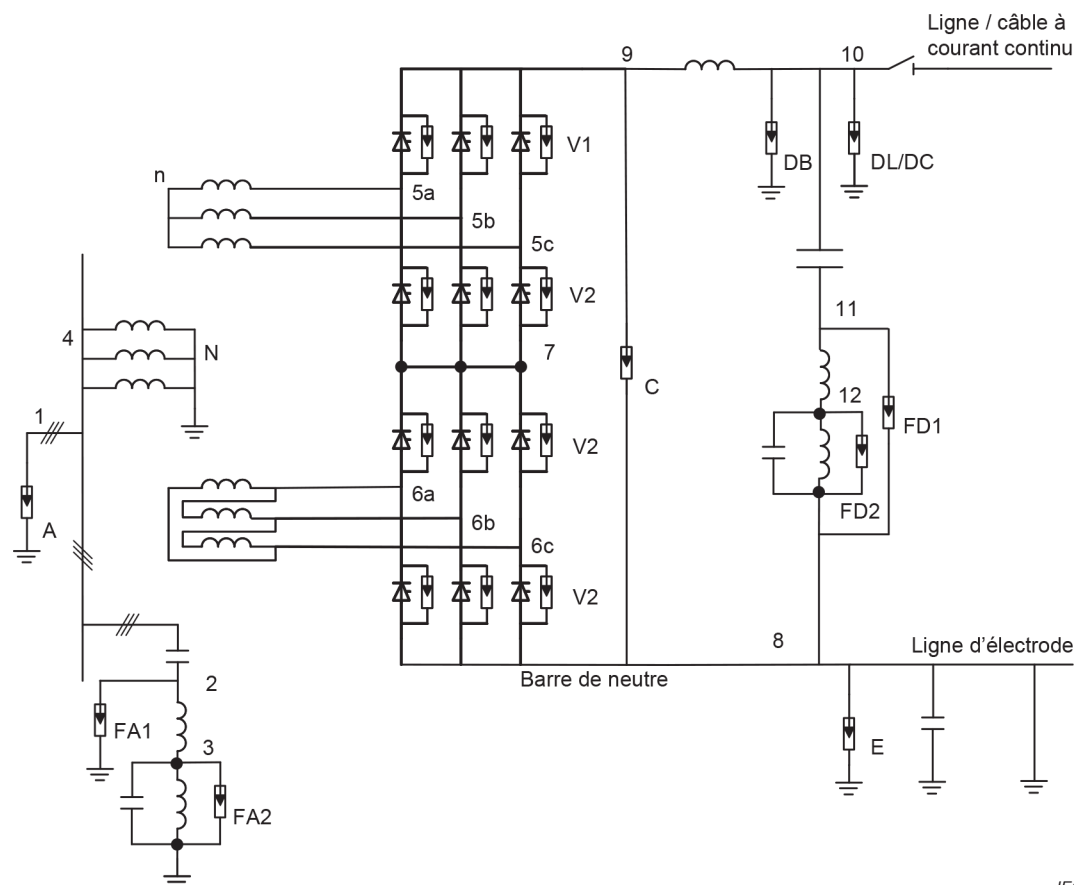 Ligne / câble à
courant continu
9
10
V1
DB
DL/DC
n
5a
5b
5c
V2
11
4
N
7
C
12
1
V2
FD1
6a
A
6b
FD2
6c
V2
8
Ligne d'électrode
Barre de neutre
2
FA1
E
3
FA2